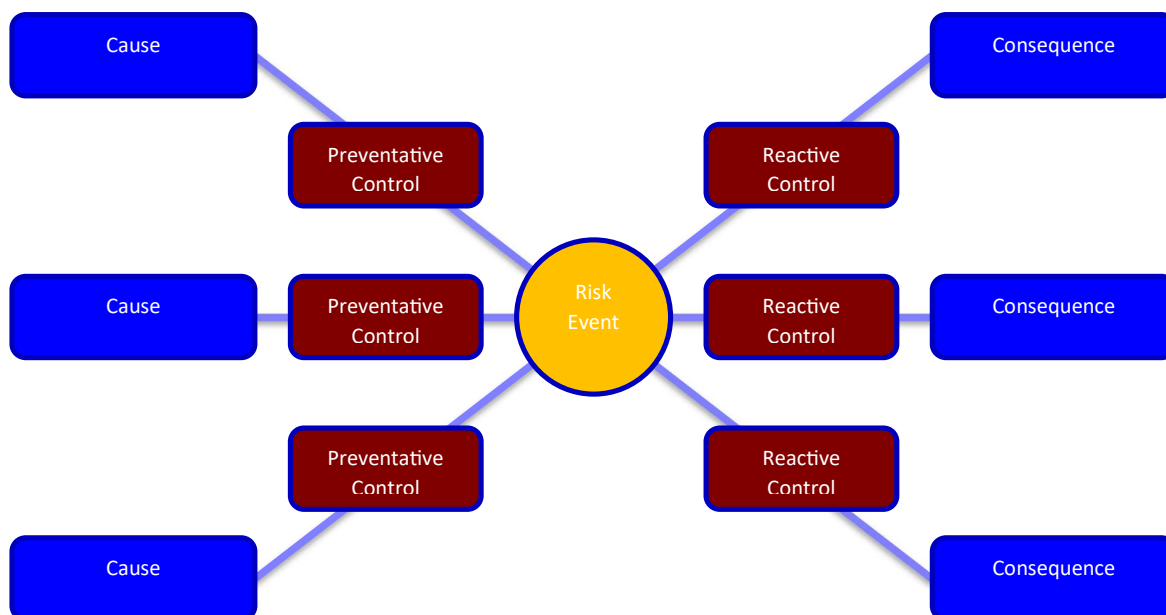 Cause
Consequence
Preventative
Control
Reactive
Control
Cause
Preventative
Control
Risk
Event
Reactive
Control
Consequence
Preventative
Control
Reactive
Control
Cause
Consequence